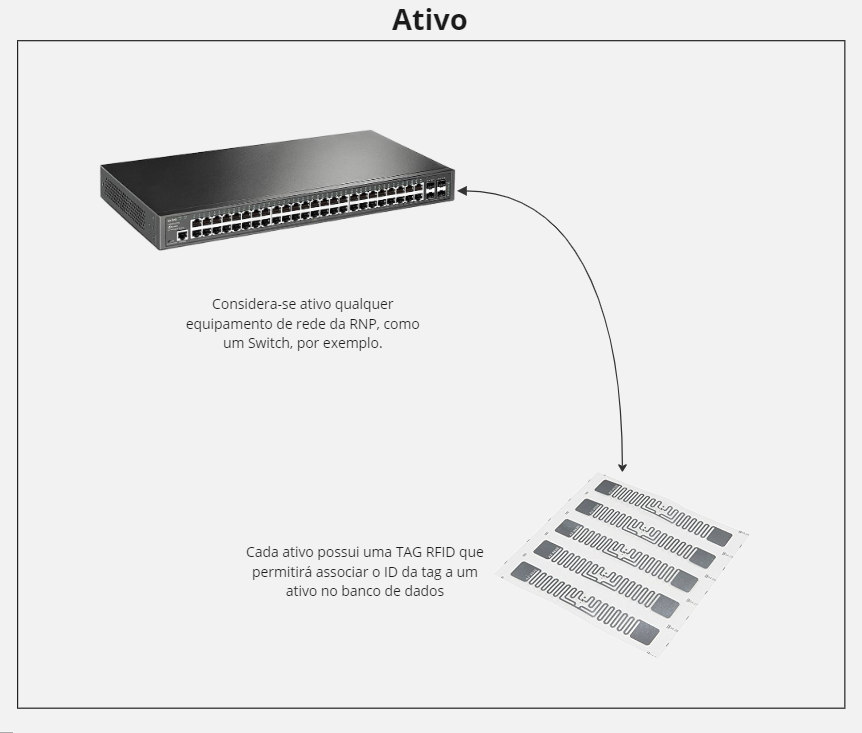 Ativo
Considera-se ativo qualquer
equipamento de rede da RNP, como
um Switch, por exemplo.
Cada ativo possui uma TAG RFID que
permitirá associar o ID da tag a um
ativo no banco de dados